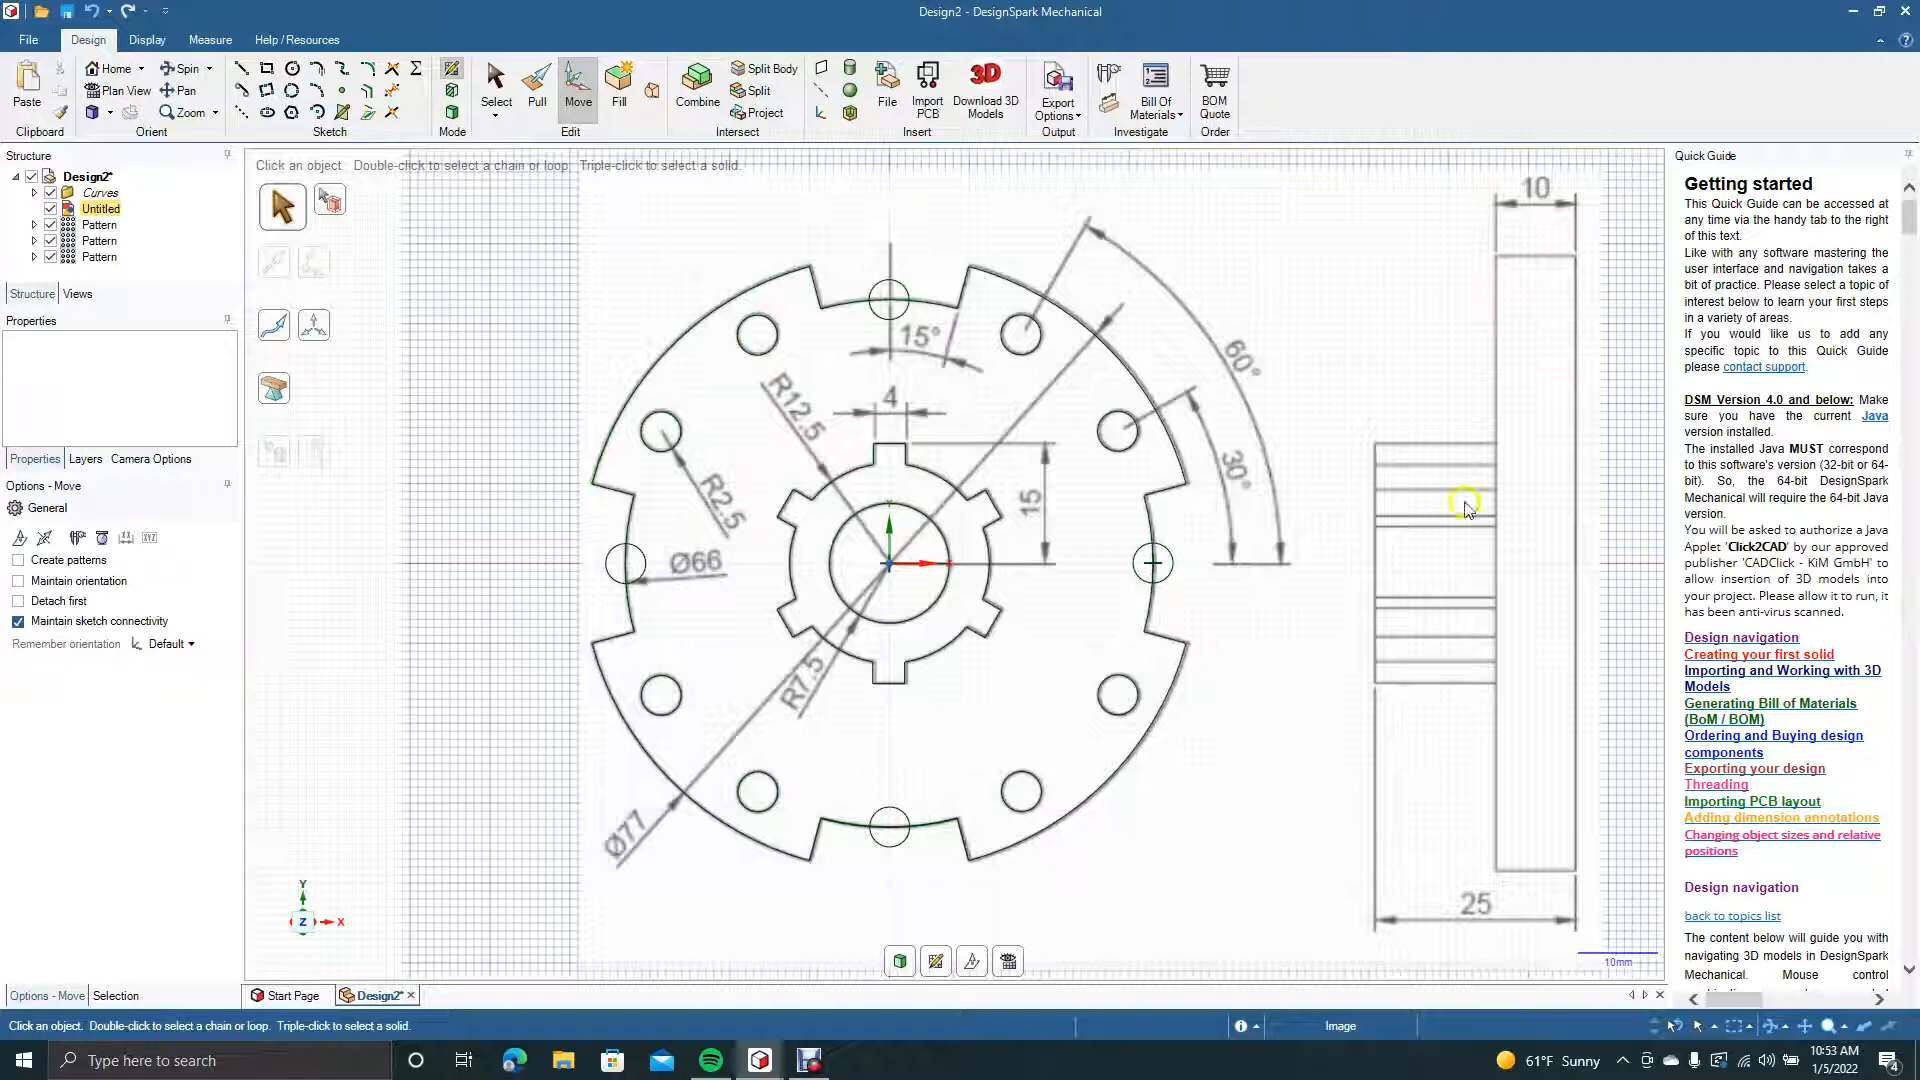 Design2 - DesignSpark Mechanical
File
Design
Display
Measure
Help / Resources
Paste
Home
Spin
Plan View
Pan
Zoom
Select
Pull
Move
Fill
Combine
Split Body
Split
Project
File
Import PCB
Download 3D Models
Export Options
Bill Of Materials
BOM Quote
Clipboard
Orient
Sketch
Mode
Edit
Intersect
Insert
Output
Investigate
Order
Structure
Design2*
Curves
Untitled
Pattern
Pattern
Pattern
Structure
Views
Properties
Properties
Layers
Camera Options
Options - Move
General
Create patterns
Maintain orientation
Detach first
Maintain sketch connectivity
Remember orientation
Default
Options - Move
Selection
Click an object. Double-click to select a chain or loop. Triple-click to select a solid.
10
15°
60°
R12.5
4
30°
R2.5
15
Ø66
R7.5
Ø77
25
Y
Z
X
10mm
Start Page
Design2*
Quick Guide
Getting started
This Quick Guide can be accessed at
any time via the handy tab to the right
of this text.
Like with any software mastering the
user interface and navigation takes a
bit of practice. Please select a topic of
interest below to learn your first steps
in a variety of areas.
If you would like us to add any
specific topic to this Quick Guide
please contact support.
DSM Version 4.0 and below: Make
sure you have the current Java
version installed.
The installed Java MUST correspond
to this software's version (32-bit or 64-
bit). So, the 64-bit DesignSpark
Mechanical will require the 64-bit Java
version.
You will be asked to authorize a Java
Applet 'Click2CAD' by our approved
publisher 'CADClick - KiM GmbH' to
allow insertion of 3D models into
your project. Please allow it to run, it
has been anti-virus scanned.
Design navigation
Creating your first solid
Importing and Working with 3D
Models
Generating Bill of Materials
(BoM / BOM)
Ordering and Buying design
components
Exporting your design
Threading
Importing PCB layout
Adding dimension annotations
Changing object sizes and relative
positions
Design navigation
back to topics list
The content below will guide you with
navigating 3D models in DesignSpark
Mechanical. Mouse control
Click an object. Double-click to select a chain or loop. Triple-click to select a solid.
Image
Type here to search
61°F Sunny
10:53 AM
1/5/2022
4